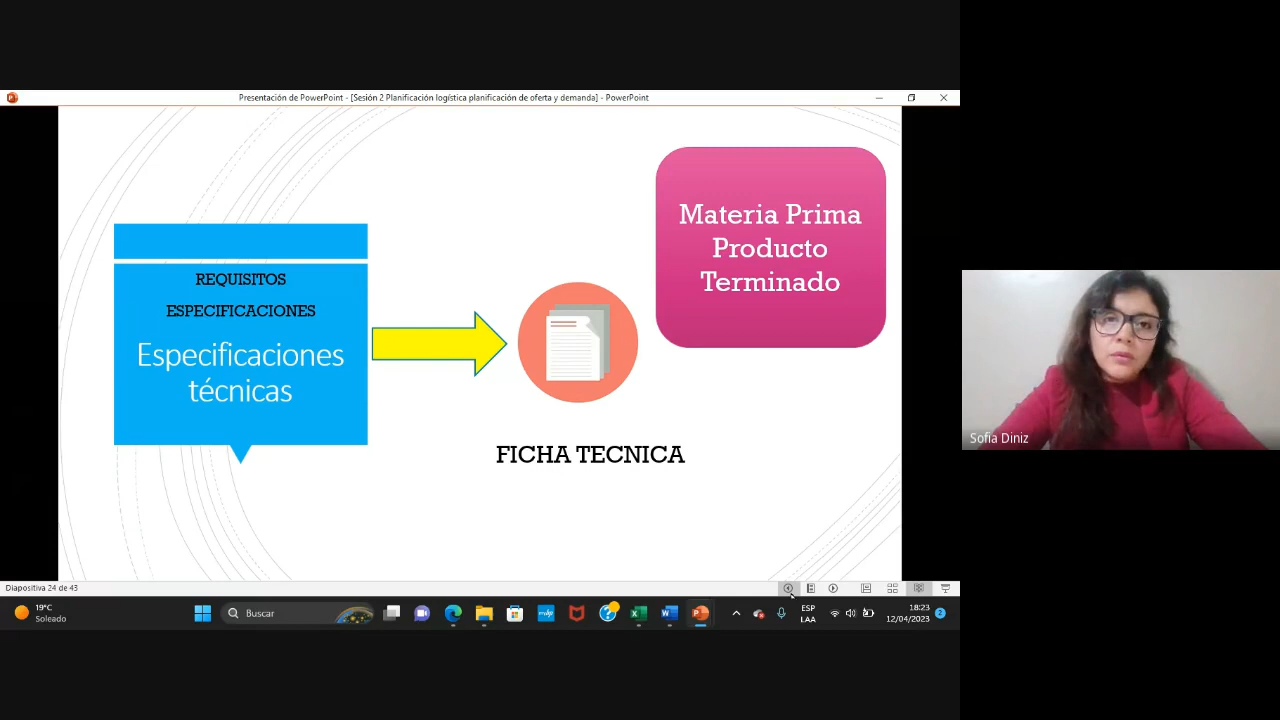 Presentación de PowerPoint - [Sesión 2 Planificación logística planificación de oferta y demanda] - PowerPoint
REQUISITOS
ESPECIFICACIONES
Especificaciones
técnicas
Materia Prima
Producto
Terminado
FICHA TECNICA
Sofia Diniz
Diapositiva 24 de 43
19°C
Soleado
Buscar
ESP
LAA
18:23
12/04/2023
2